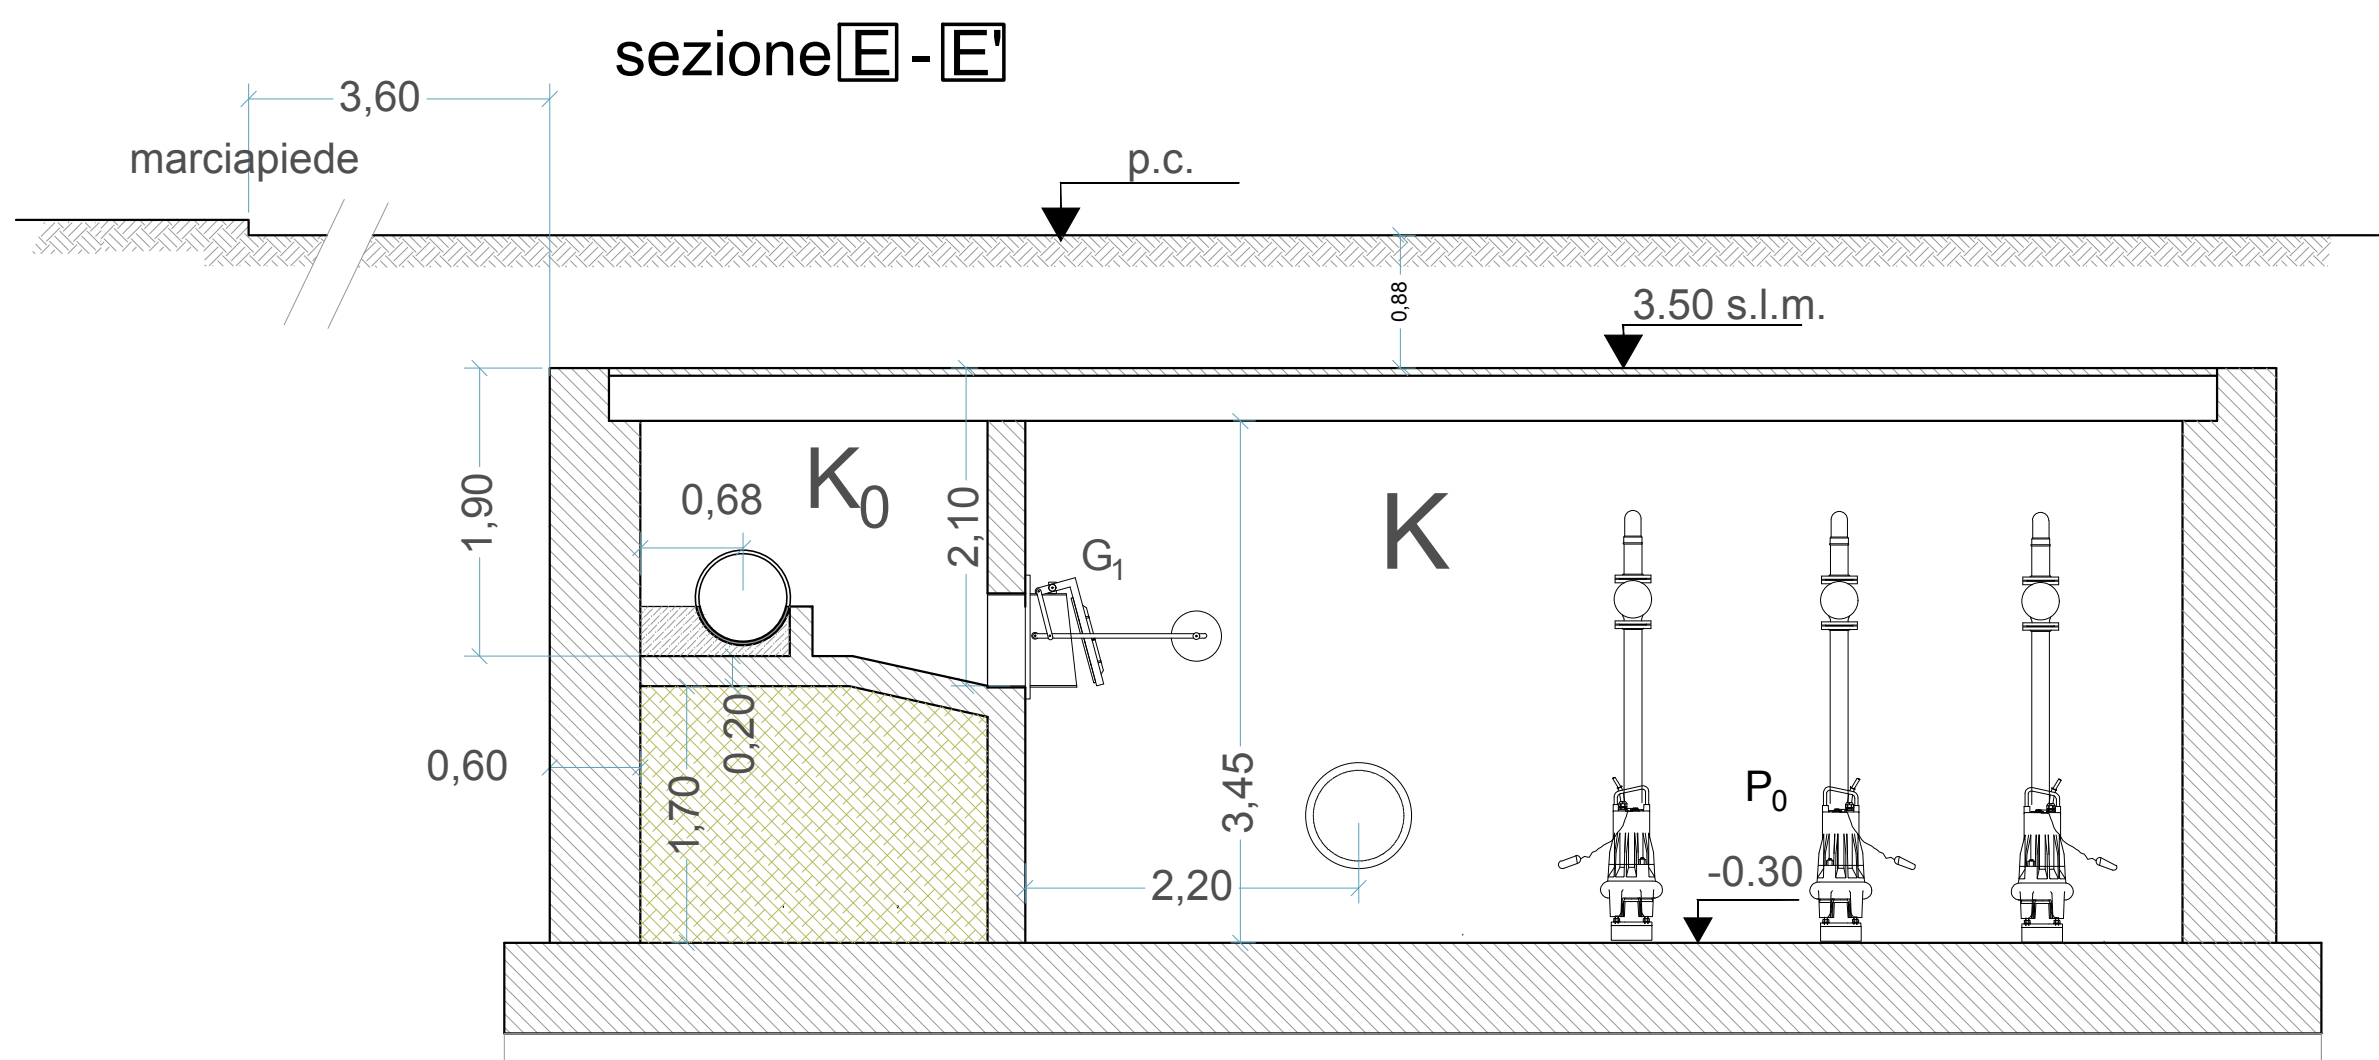 sezione E - E'
3,60
marciapiede
p.c.
0,88
3.50 s.l.m.
1,90
0,68
K0
2,10
G1
K
0,60
0,20
1,70
3,45
2,20
P0
-0.30